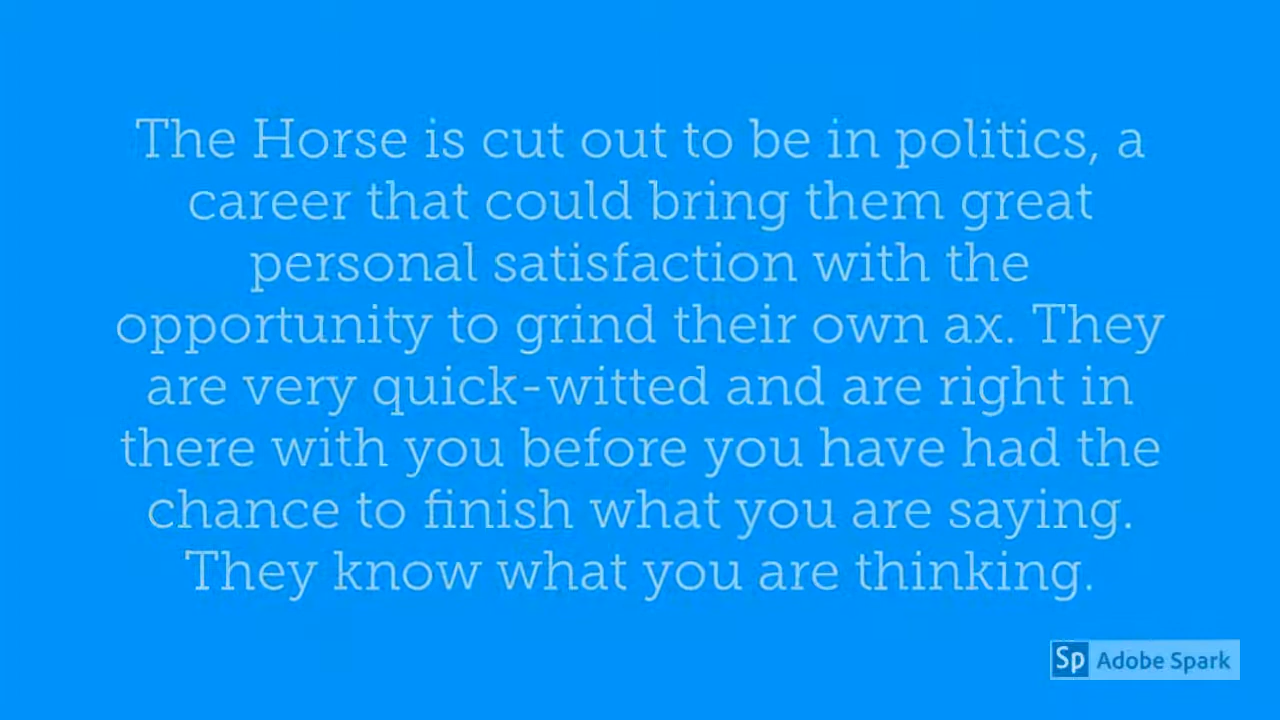 The Horse is cut out to be in politics, a
career that could bring them great
personal satisfaction with the
opportunity to grind their own ax. They
are very quick-witted and are right in
there with you before you have had the
chance to finish what you are saying.
They know what you are thinking.
Sp Adobe Spark